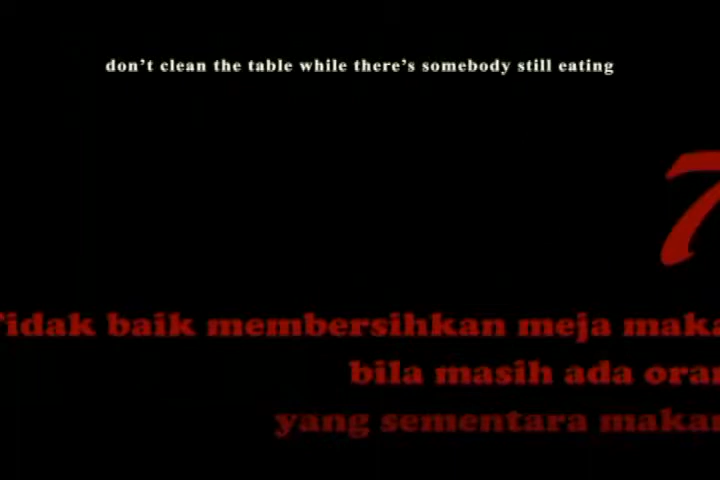 don't clean the table while there's somebody still eating
7
Tidak baik membersihkan meja maka
bila masih ada oran
yang sementara makan